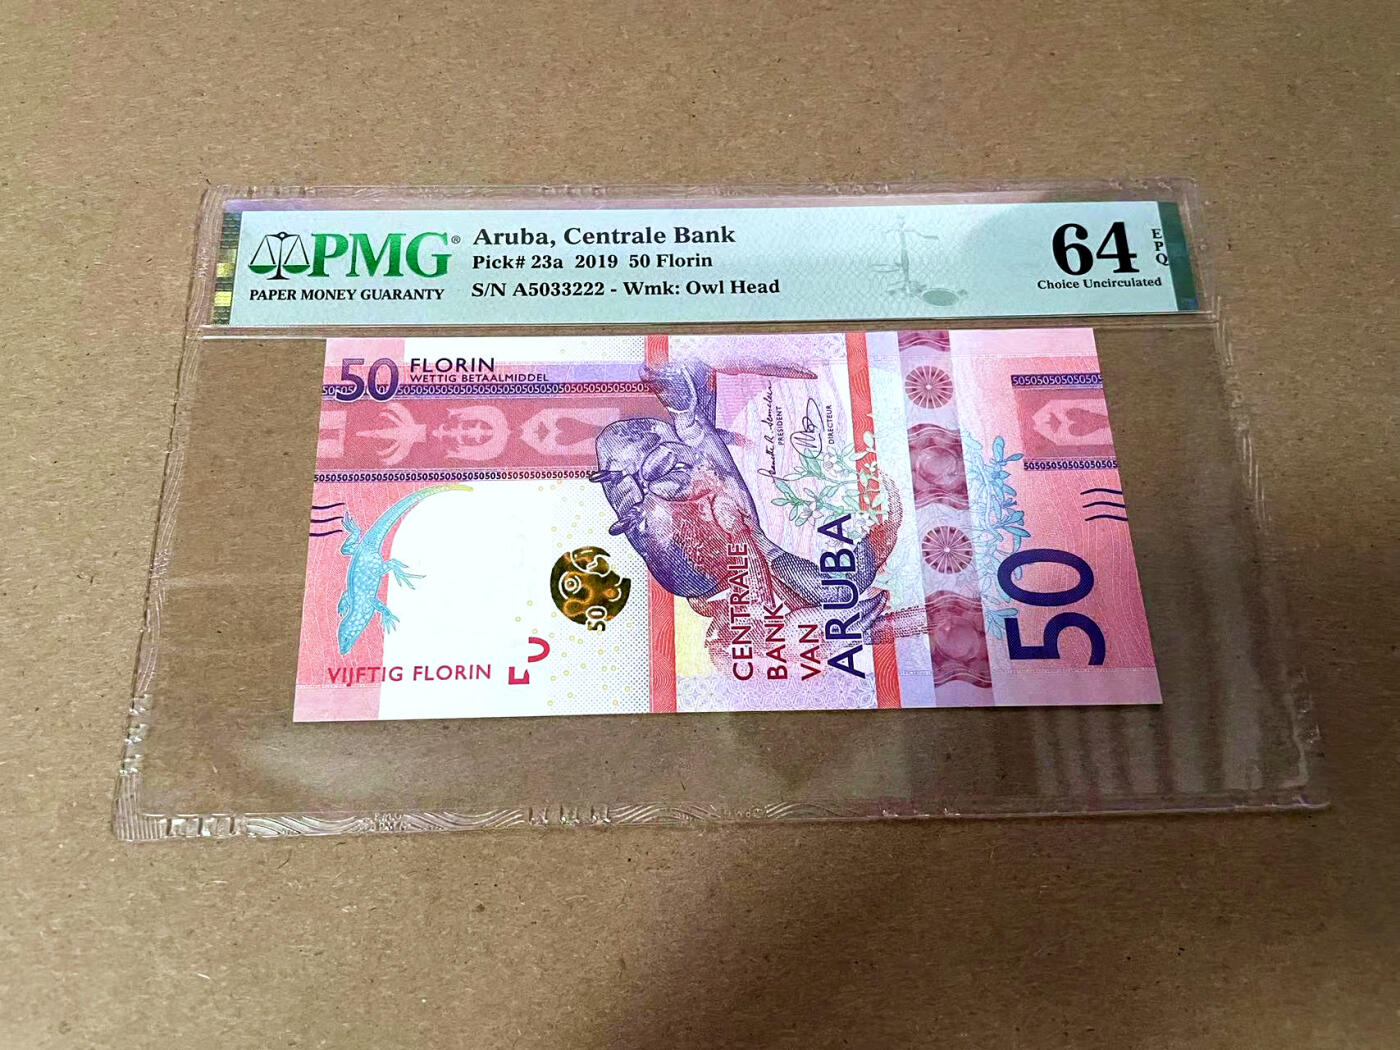 PMG®
PAPER MONEY GUARANTY
Aruba, Centrale Bank
Pick# 23a 2019 50 Florin
S/N A5033222 - Wmk: Owl Head
64
EPQ
Choice Uncirculated
50 FLORIN
WETTIG BETAALMIDDEL
VIJFTIG FLORIN
50
PRESIDENT
DIRECTEUR
CENTRALE
BANK
VAN
ARUBA
50